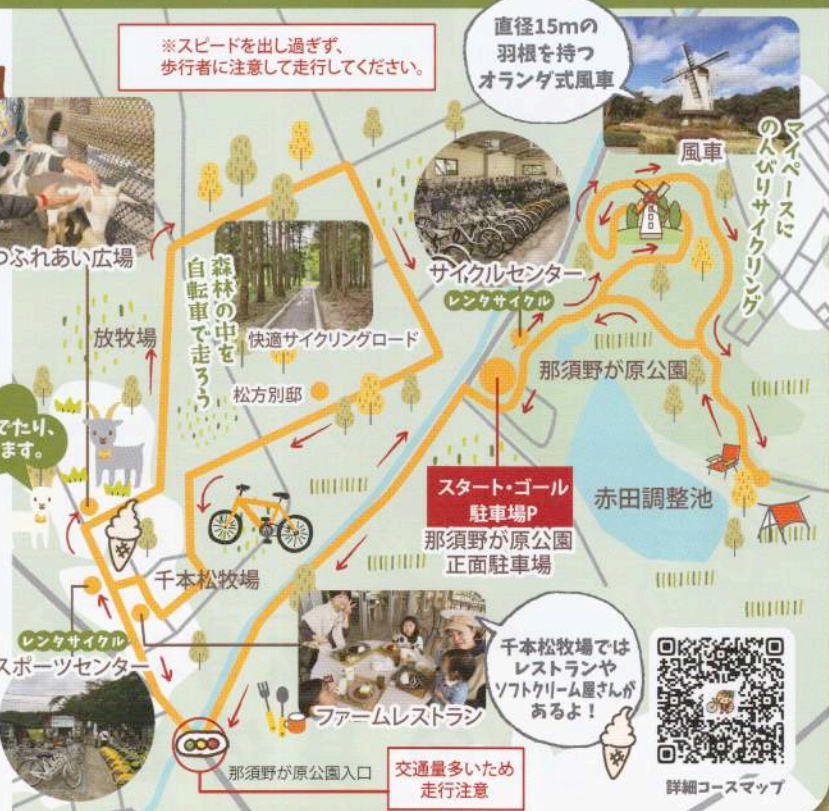 ※スピードを出し過ぎず、
歩行者に注意して走行してください。
直径15mの
羽根を持つ
オランダ式風車
風車
マイペースに
のんびりサイクリング
つふれあい広場
サイクルセンター
レンタサイクル
森林の中を
自転車で走ろう
快適サイクリングロード
放牧場
松方別邸
那須野が原公園
でたり、
ます。
スタート・ゴール
駐車場P
那須野が原公園
正面駐車場
赤田調整池
千本松牧場
レンタサイクル
スポーツセンター
ファームレストラン
千本松牧場では
レストランや
ソフトクリーム屋さんが
あるよ！
那須野が原公園入口
交通量多いため
走行注意
詳細コースマップ